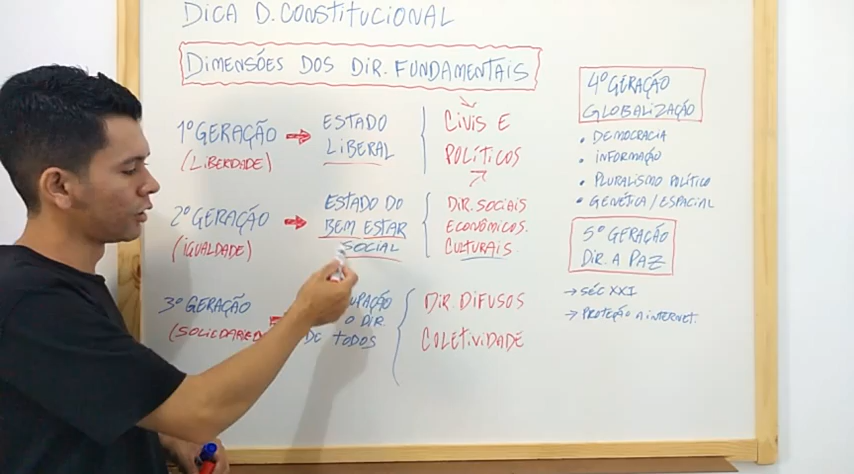 DICA D. CONSTITUCIONAL
DIMENSÕES DOS DIR. FUNDAMENTAIS
1º GERAÇÃO
(LIBERDADE)
ESTADO
LIBERAL
CIVIS E
POLÍTICOS
2º GERAÇÃO
(IGUALDADE)
ESTADO DO
BEM ESTAR
SOCIAL
DIR. SOCIAIS
ECONÔMICOS.
CULTURAIS.
3º GERAÇÃO
O DIR.
DE TODOS
DIR. DIFUSOS
COLETIVIDADE
4º GERAÇÃO
GLOBALIZAÇÃO
• DEMOCRACIA
• INFORMAÇÃO
• PLURALISMO POLÍTICO
• GENÉTICA/ESPACIAL
5º GERAÇÃO
DIR. A PAZ
→ SÉC XXI
→ PROTEÇÃO A INTERNET.